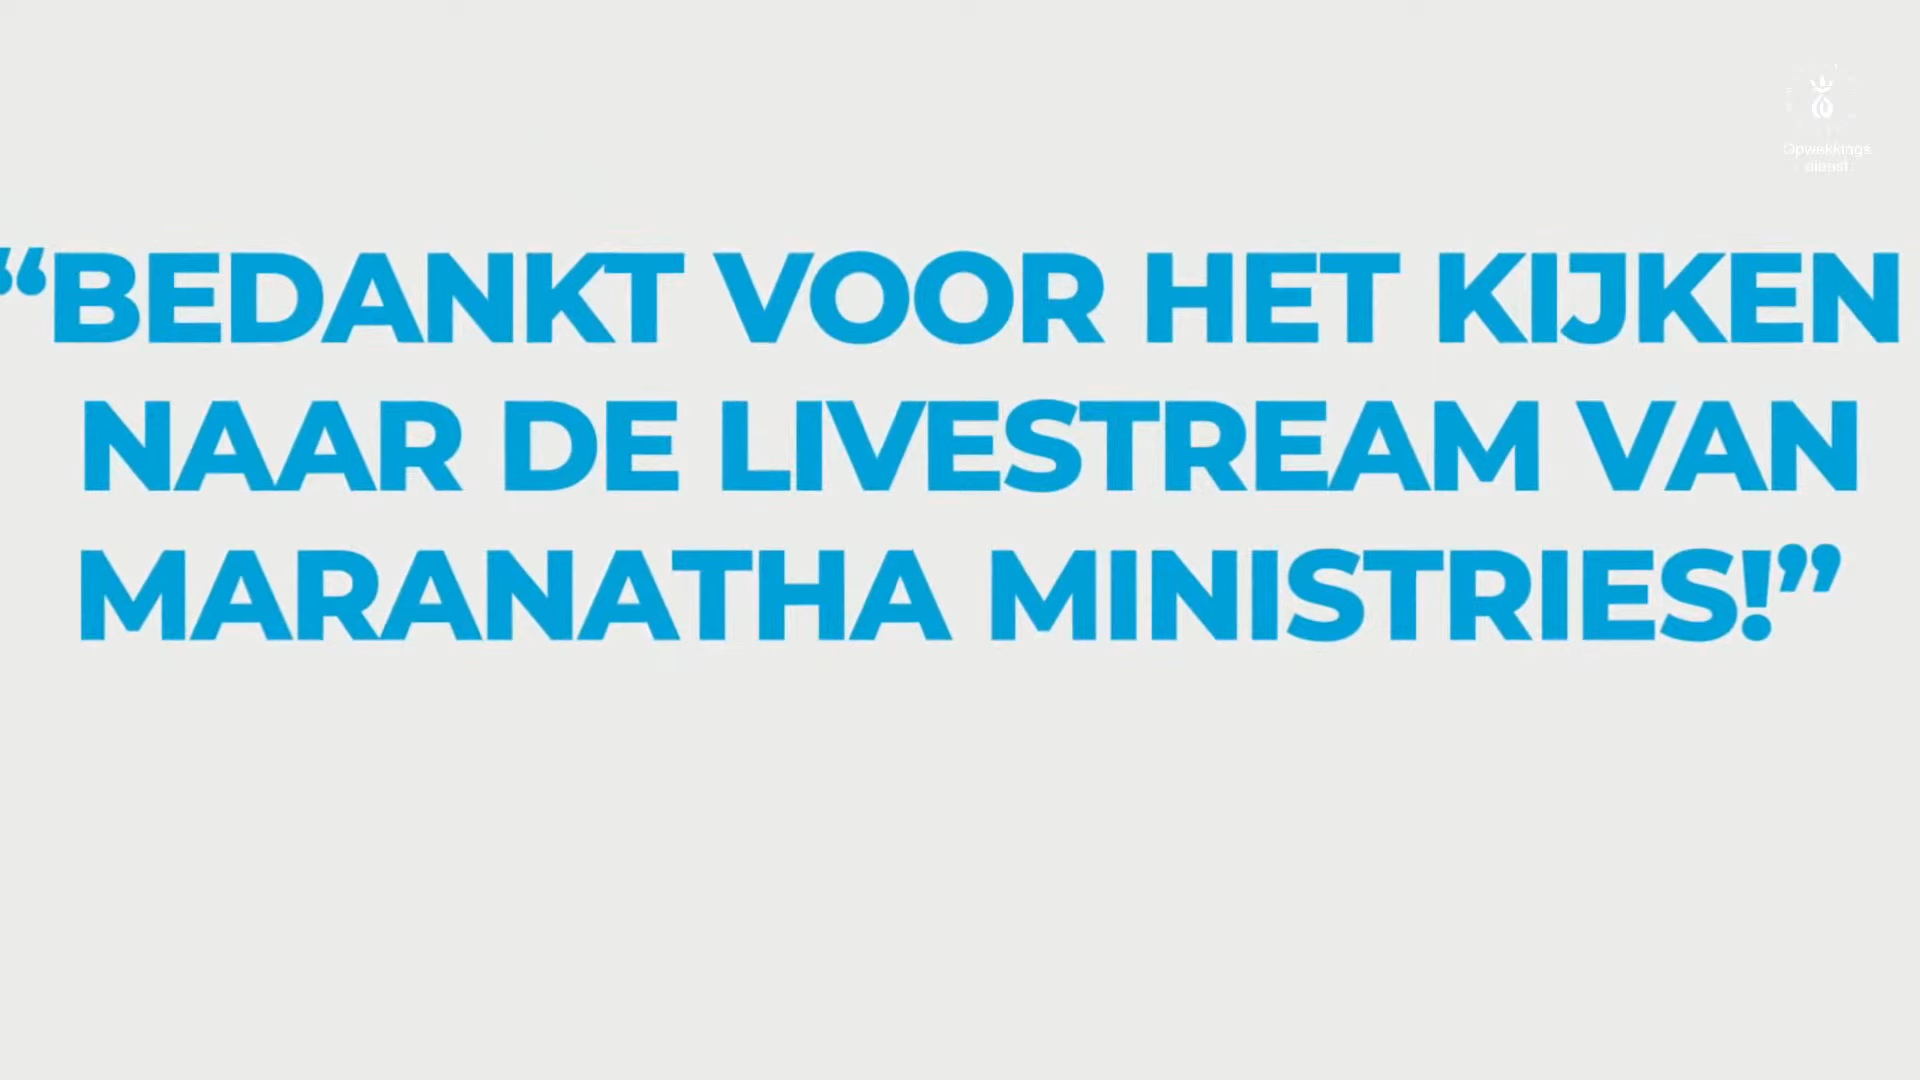 Opwekkings
dienst
“BEDANKT VOOR HET KIJKEN
NAAR DE LIVESTREAM VAN
MARANATHA MINISTRIES!”